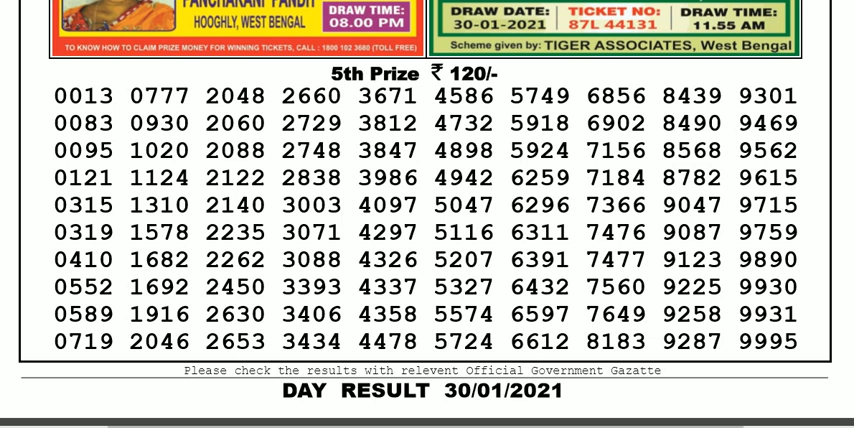 PANCHARANI PANDIT
HOOGHLY, WEST BENGAL
DRAW TIME:
08.00 PM
TO KNOW HOW TO CLAIM PRIZE MONEY FOR WINNING TICKETS, CALL : 1800 102 3680 (TOLL FREE)
DRAW DATE:
30-01-2021
TICKET NO:
87L 44131
DRAW TIME:
11.55 AM
Scheme given by: TIGER ASSOCIATES, West Bengal
5th Prize ₹ 120/-
0013 0777 2048 2660 3671 4586 5749 6856 8439 9301
0083 0930 2060 2729 3812 4732 5918 6902 8490 9469
0095 1020 2088 2748 3847 4898 5924 7156 8568 9562
0121 1124 2122 2838 3986 4942 6259 7184 8782 9615
0315 1310 2140 3003 4097 5047 6296 7366 9047 9715
0319 1578 2235 3071 4297 5116 6311 7476 9087 9759
0410 1682 2262 3088 4326 5207 6391 7477 9123 9890
0552 1692 2450 3393 4337 5327 6432 7560 9225 9930
0589 1916 2630 3406 4358 5574 6597 7649 9258 9931
0719 2046 2653 3434 4478 5724 6612 8183 9287 9995
Please check the results with relevent Official Government Gazatte
DAY RESULT 30/01/2021